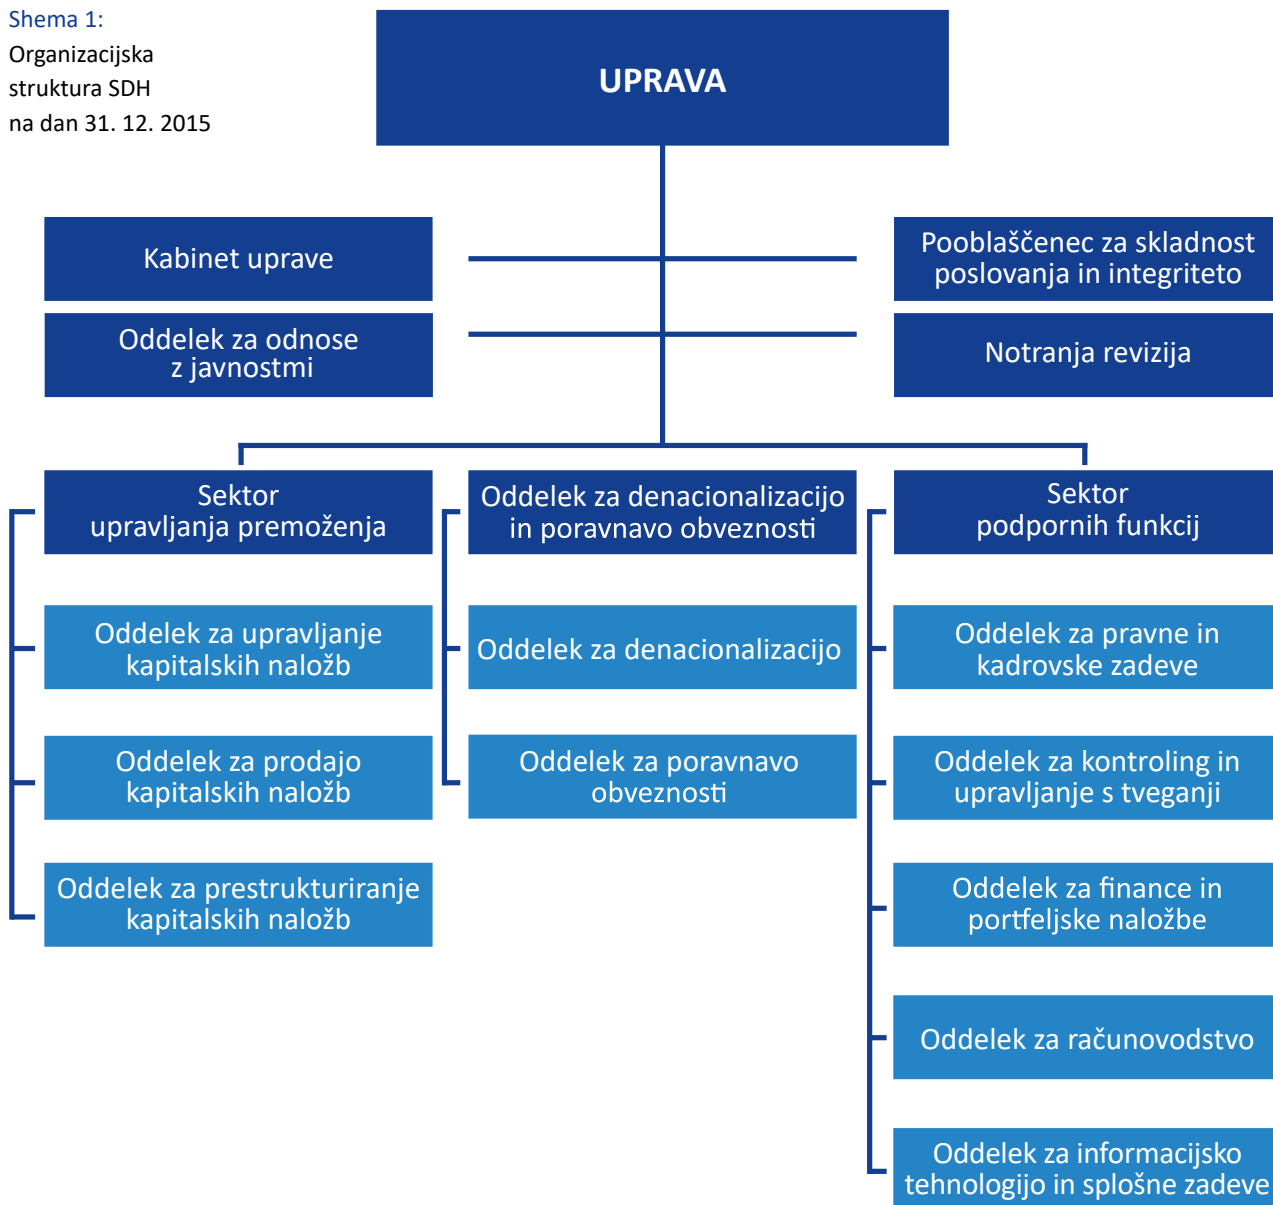 Shema 1:
Organizacijska
struktura SDH
na dan 31. 12. 2015
UPRAVA
Kabinet uprave
Pooblaščenec za skladnost
poslovanja in integriteto
Oddelek za odnose
z javnostmi
Notranja revizija
Sektor
upravljanja premoženja
Oddelek za upravljanje
kapitalskih naložb
Oddelek za prodajo
kapitalskih naložb
Oddelek za prestrukturiranje
kapitalskih naložb
Oddelek za denacionalizacijo
in poravnavo obveznosti
Oddelek za denacionalizacijo
Oddelek za poravnavo
obveznosti
Sektor
podpornih funkcij
Oddelek za pravne in
kadrovske zadeve
Oddelek za kontroling in
upravljanje s tveganji
Oddelek za finance in
portfeljske naložbe
Oddelek za računovodstvo
Oddelek za informacijsko
tehnologijo in splošne zadeve